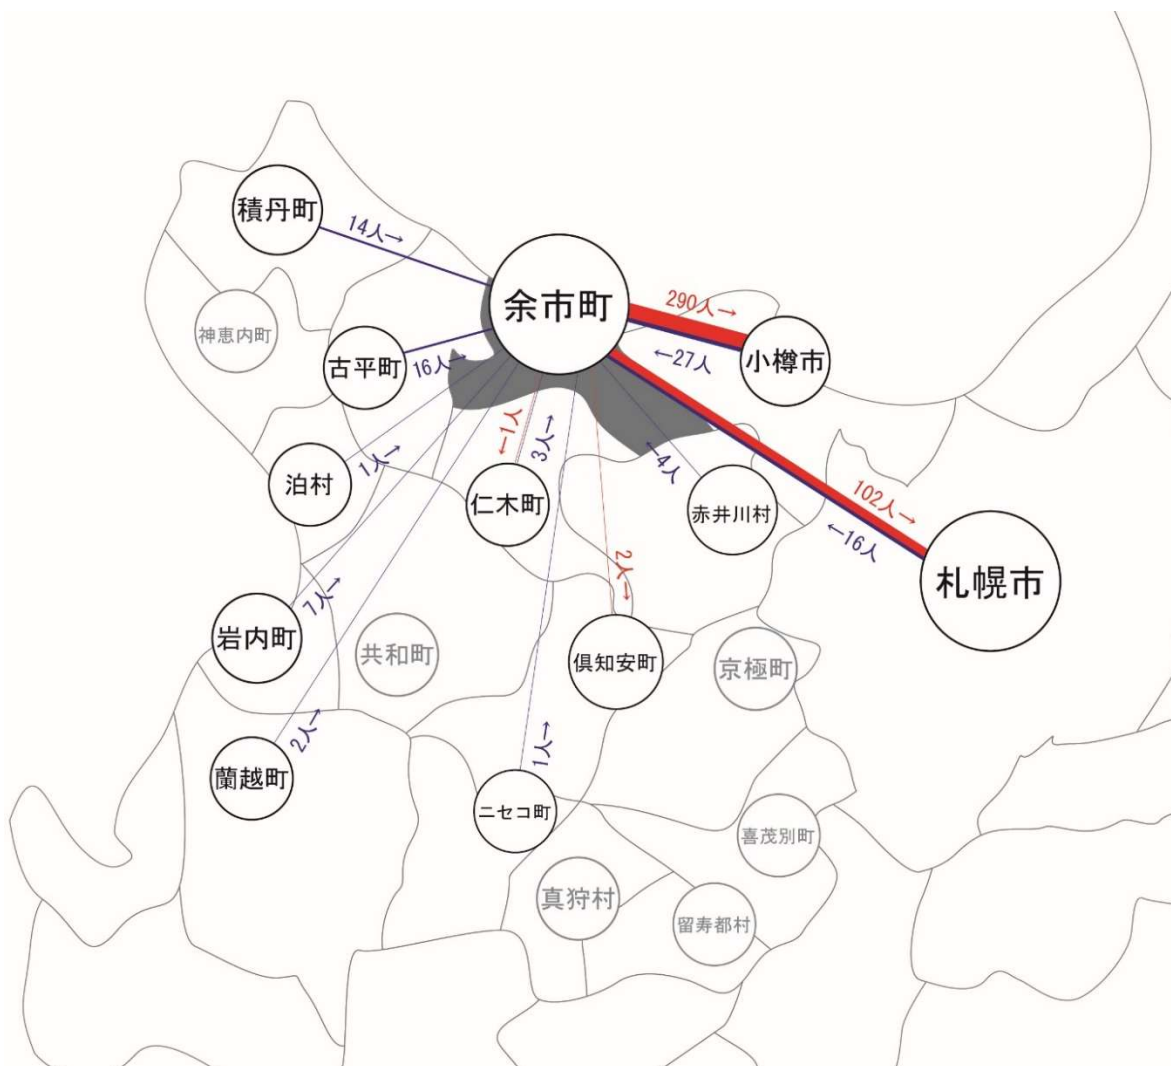 積丹町
14人→
余市町
290人→
神恵内町
古平町
16人→
←27人
小樽市
泊村
1人→
←1人
3人→
仁木町
←4人
赤井川村
102人→
←16人
札幌市
2人→
岩内町
7人→
共和町
倶知安町
京極町
蘭越町
2人→
1人→
ニセコ町
喜茂別町
真狩村
留寿都村